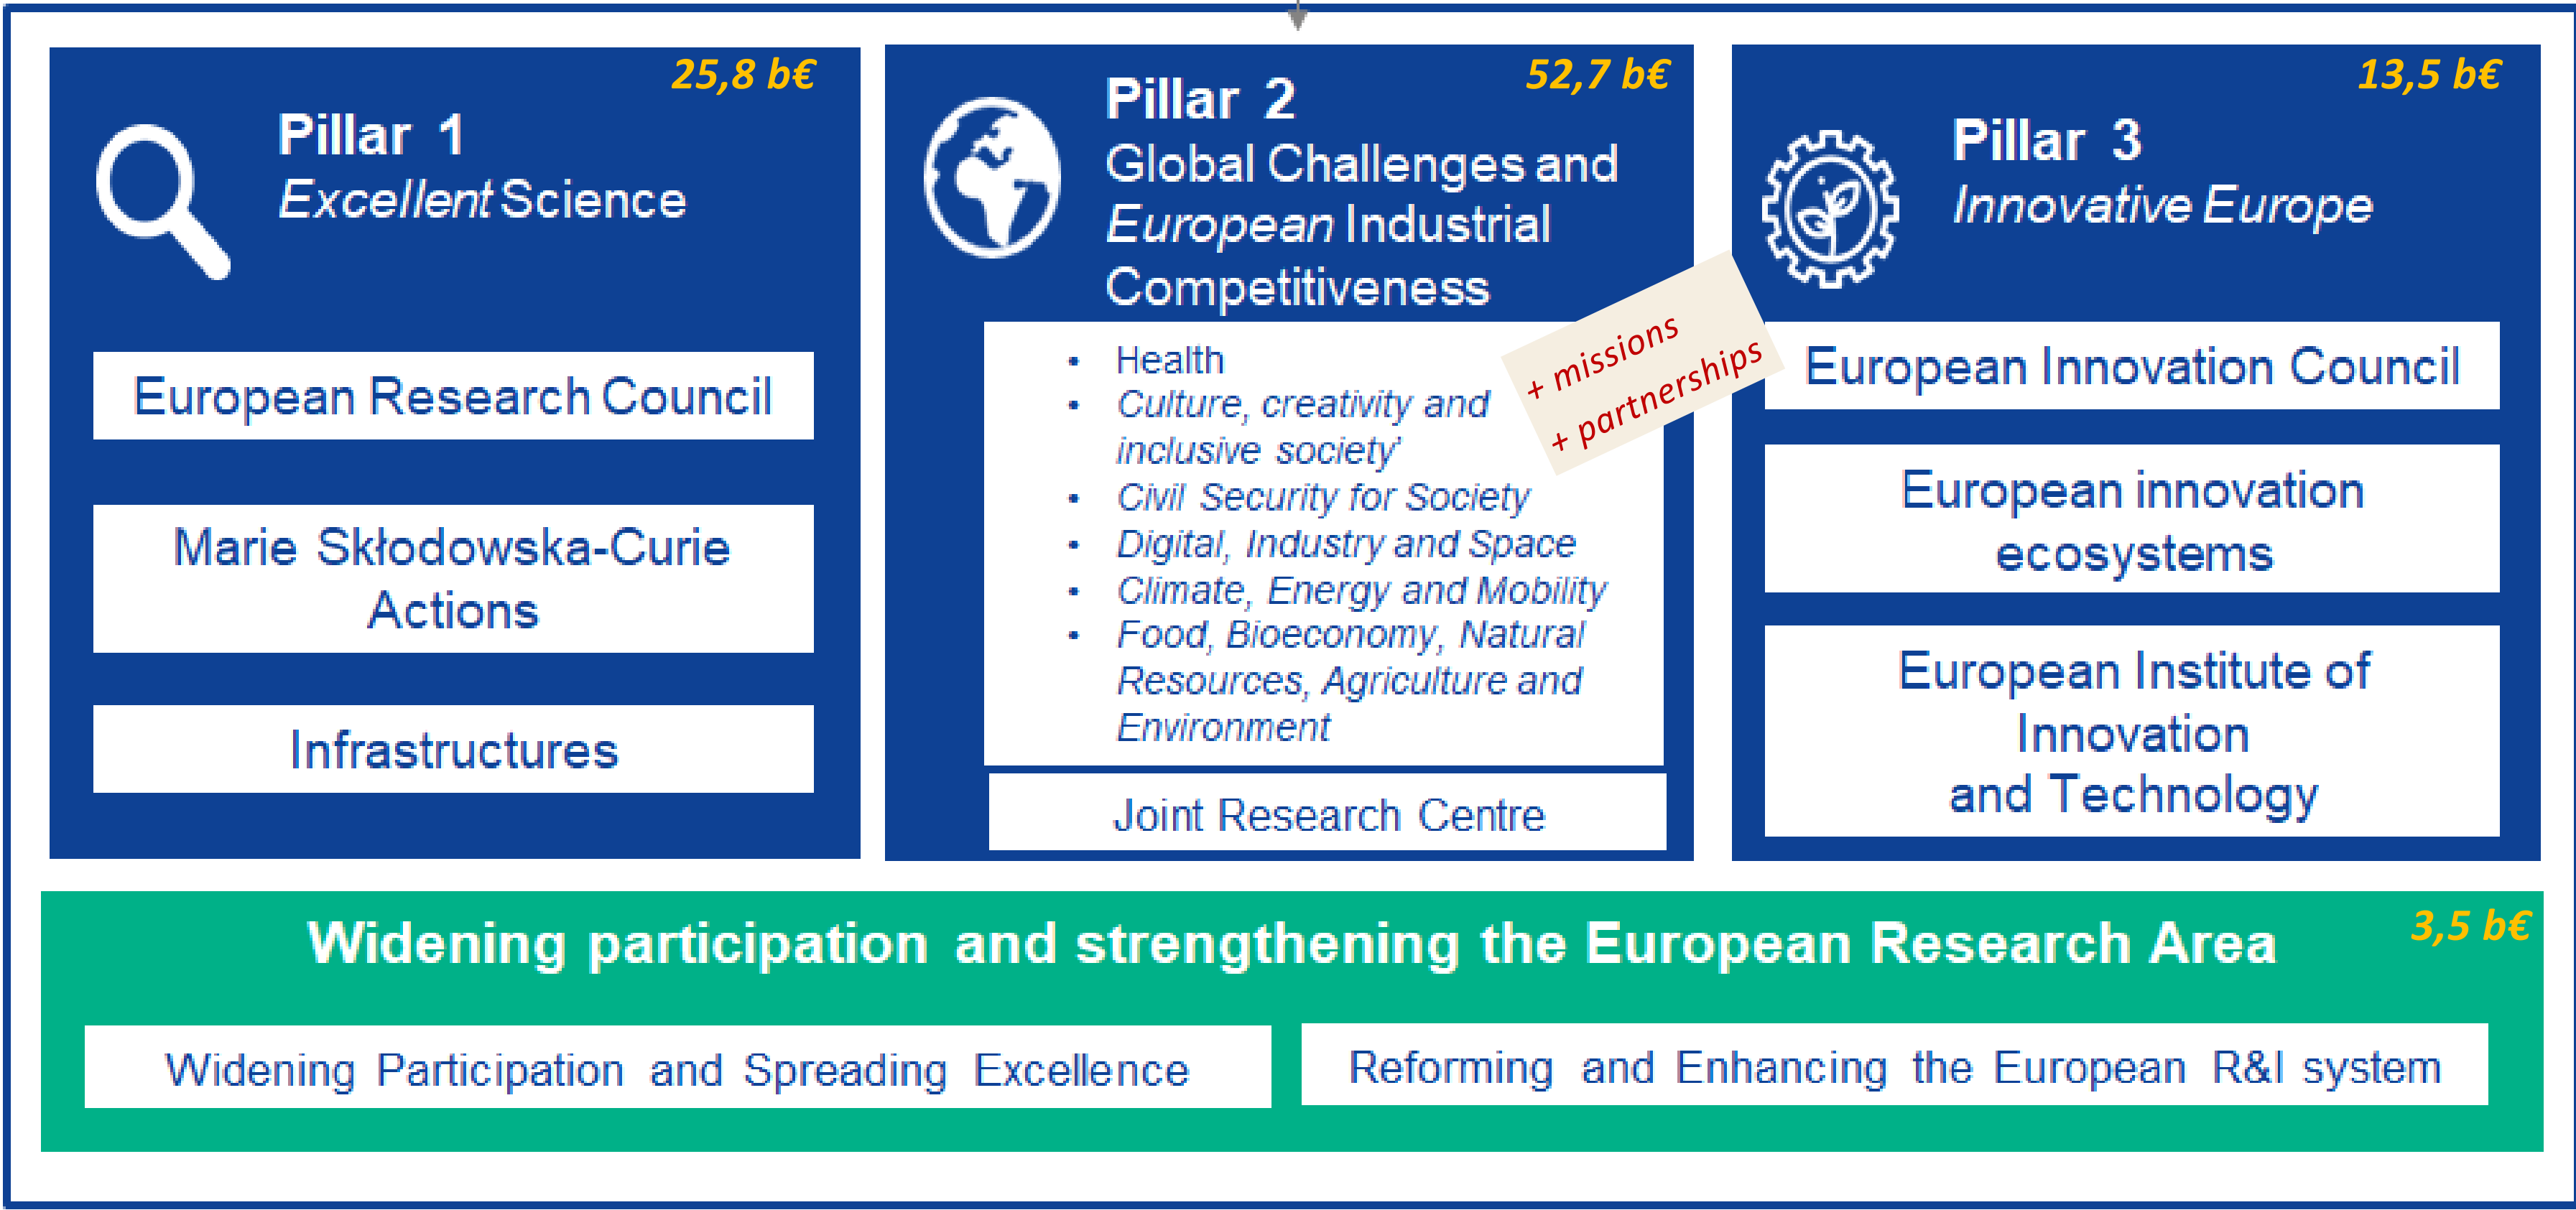 25,8 b€
Pillar 1
Excellent Science
European Research Council
Marie Skłodowska-Curie
Actions
Infrastructures
52,7 b€
Pillar 2
Global Challenges and
European Industrial
Competitiveness
+ missions
+ partnerships
• Health
• Culture, creativity and
inclusive society’
• Civil Security for Society
• Digital, Industry and Space
• Climate, Energy and Mobility
• Food, Bioeconomy, Natural
Resources, Agriculture and
Environment
Joint Research Centre
13,5 b€
Pillar 3
Innovative Europe
European Innovation Council
European innovation
ecosystems
European Institute of
Innovation
and Technology
Widening participation and strengthening the European Research Area
3,5 b€
Widening Participation and Spreading Excellence
Reforming and Enhancing the European R&I system